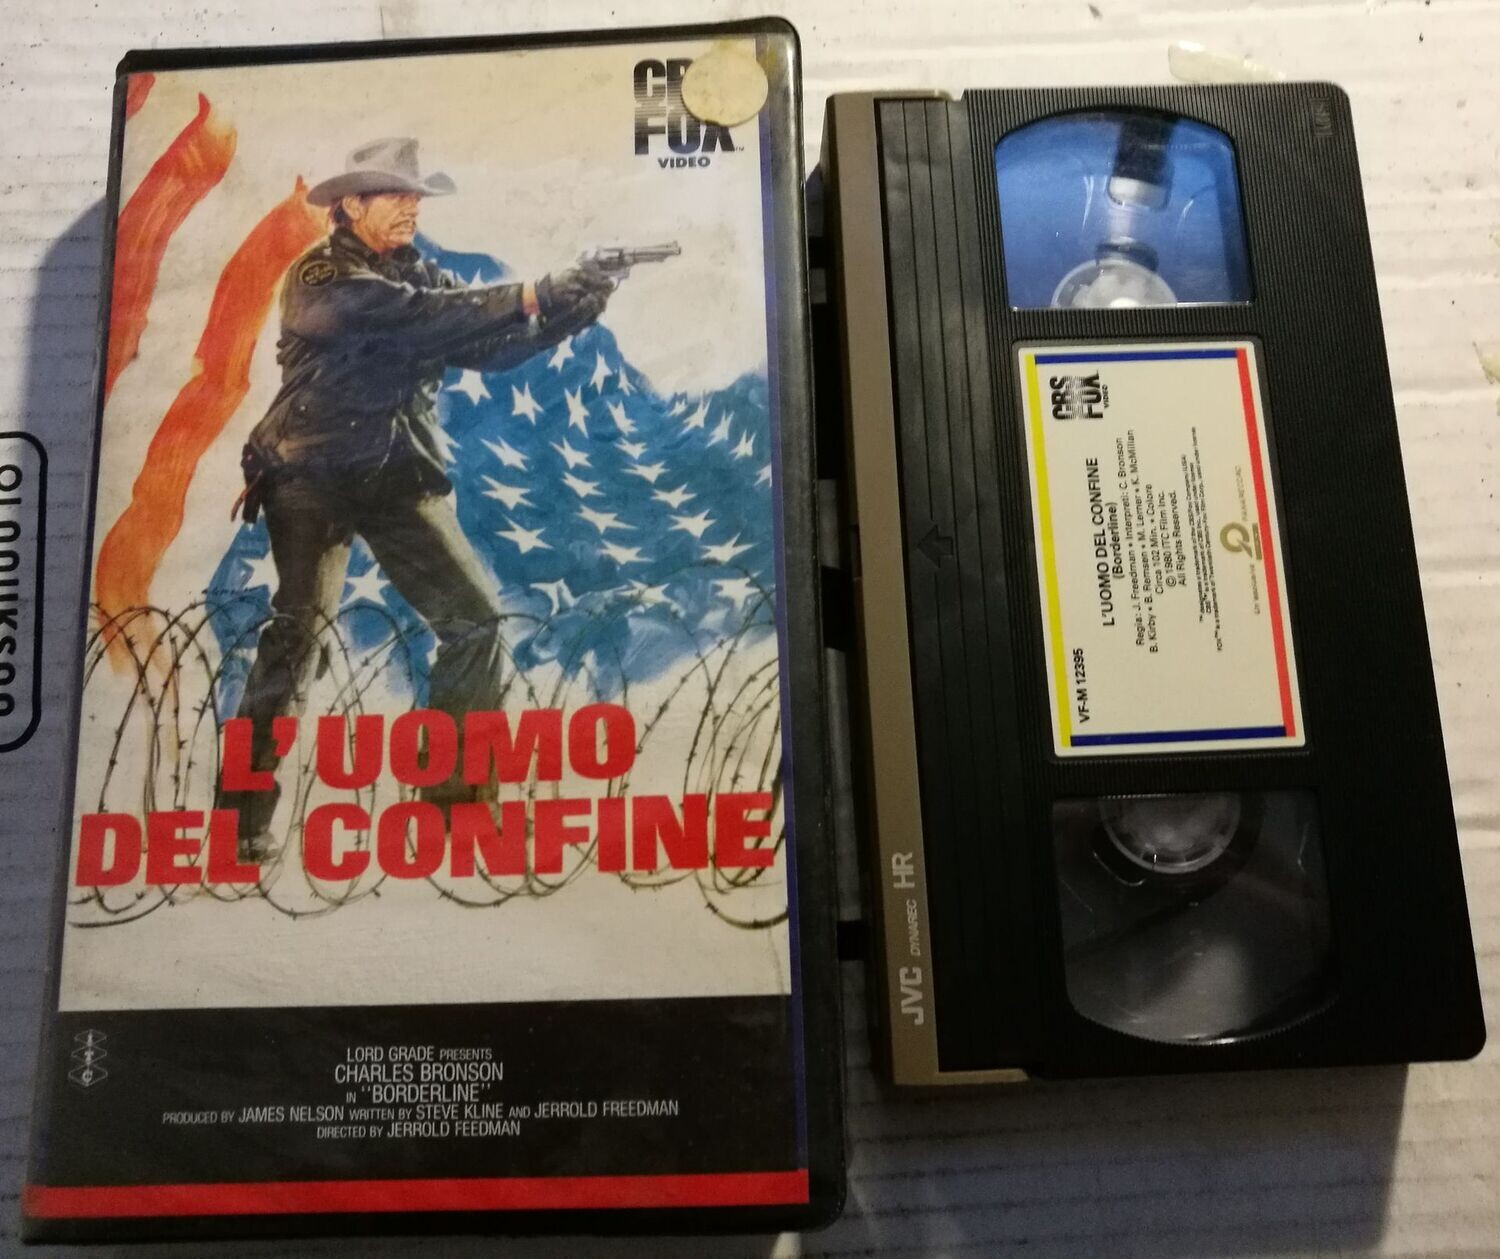 CBS
FOX
VIDEO
L'UOMO
DEL CONFINE
ITC
LORD GRADE PRESENTS
CHARLES BRONSON
IN "BORDERLINE"
PRODUCED BY JAMES NELSON WRITTEN BY STEVE KLINE AND JERROLD FREEDMAN
DIRECTED BY JERROLD FEEDMAN
JVC DYNAREC HR
CBS
FOX
VIDEO
VF-M 12395
L'UOMO DEL CONFINE
(Borderline)
Regia: J. Freedman • Interpreti: C. Bronson
B. Kirby • B. Remsen • M. Lerner • K. McMillan
Circa 102 Min. • Colore
© 1980 ITC Film Inc.
All Rights Reserved.